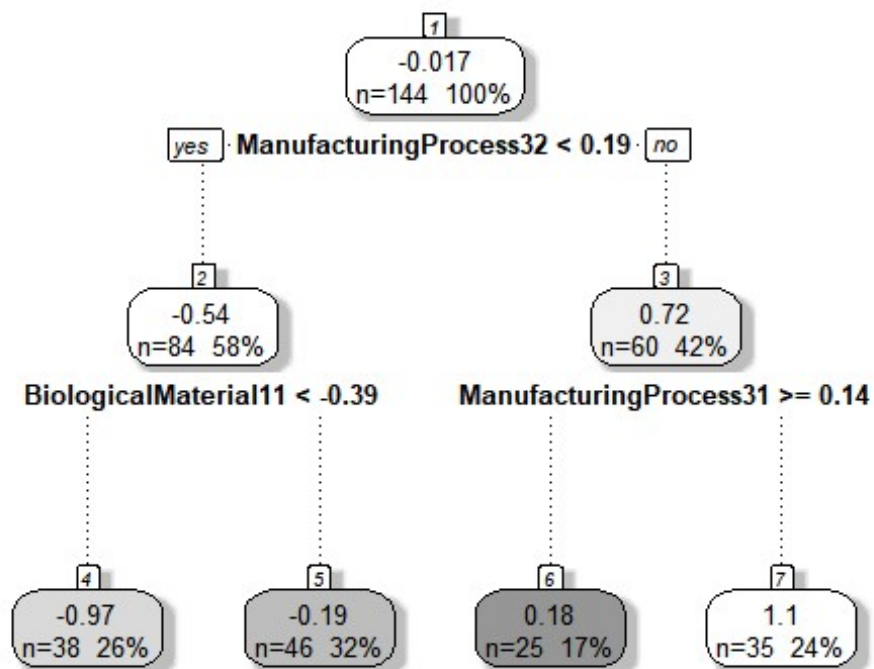 1
-0.017
n=144 100%
yes ManufacturingProcess32 < 0.19 no
2
-0.54
n=84 58%
3
0.72
n=60 42%
BiologicalMaterial11 < -0.39
ManufacturingProcess31 >= 0.14
4
-0.97
n=38 26%
5
-0.19
n=46 32%
6
0.18
n=25 17%
7
1.1
n=35 24%